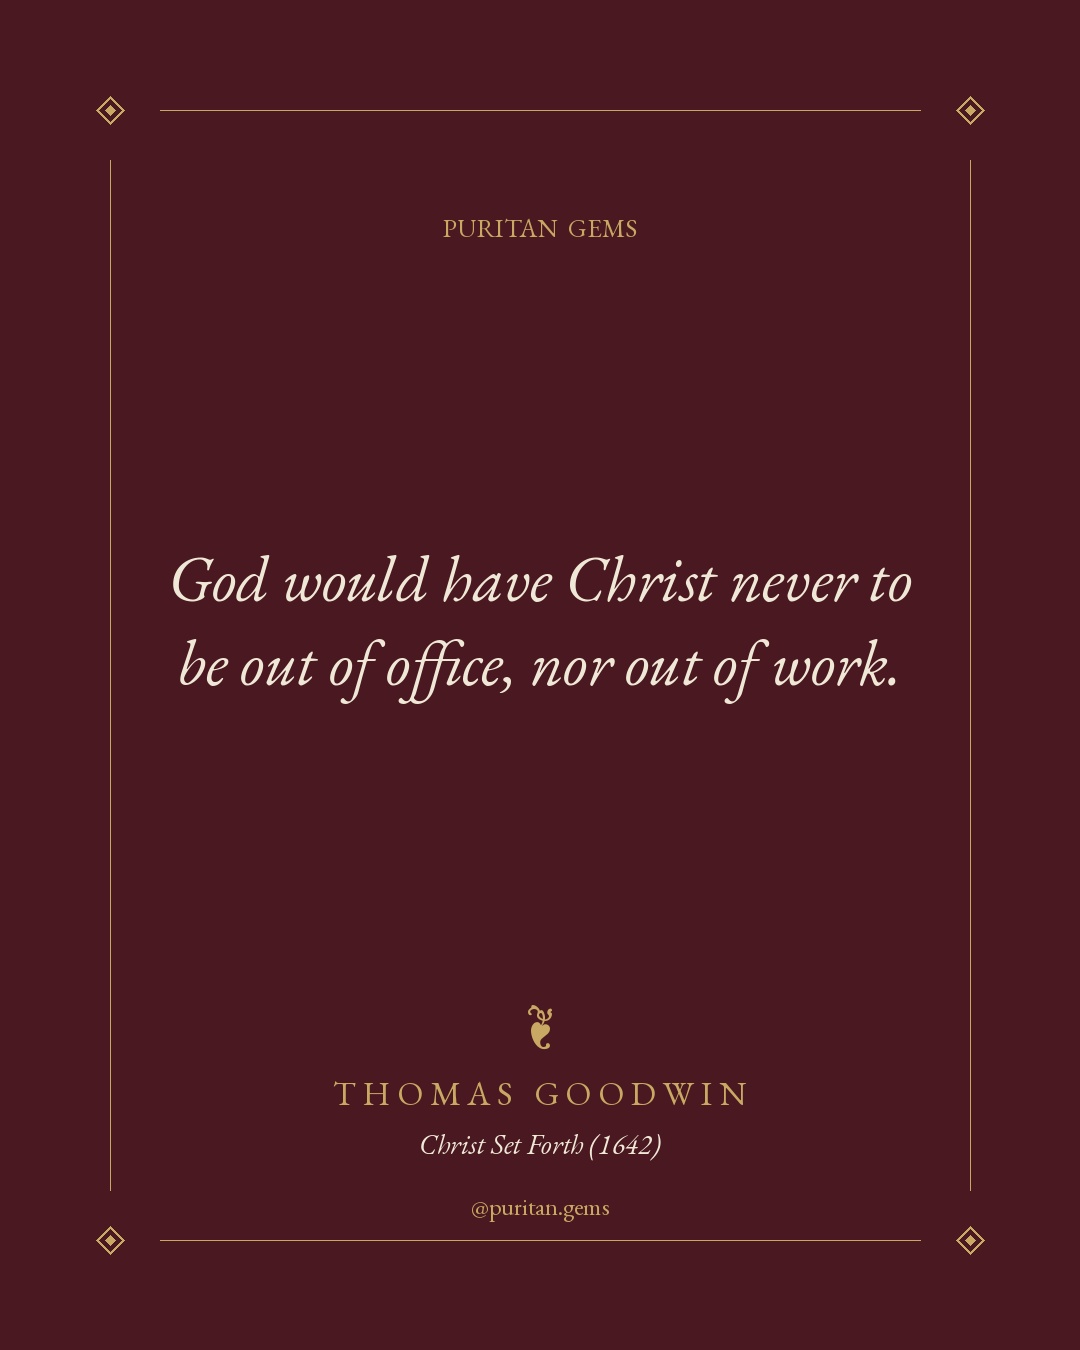 PURITAN GEMS
God would have Christ never to
be out of office, nor out of work.
THOMAS GOODWIN
Christ Set Forth (1642)
@puritan.gems